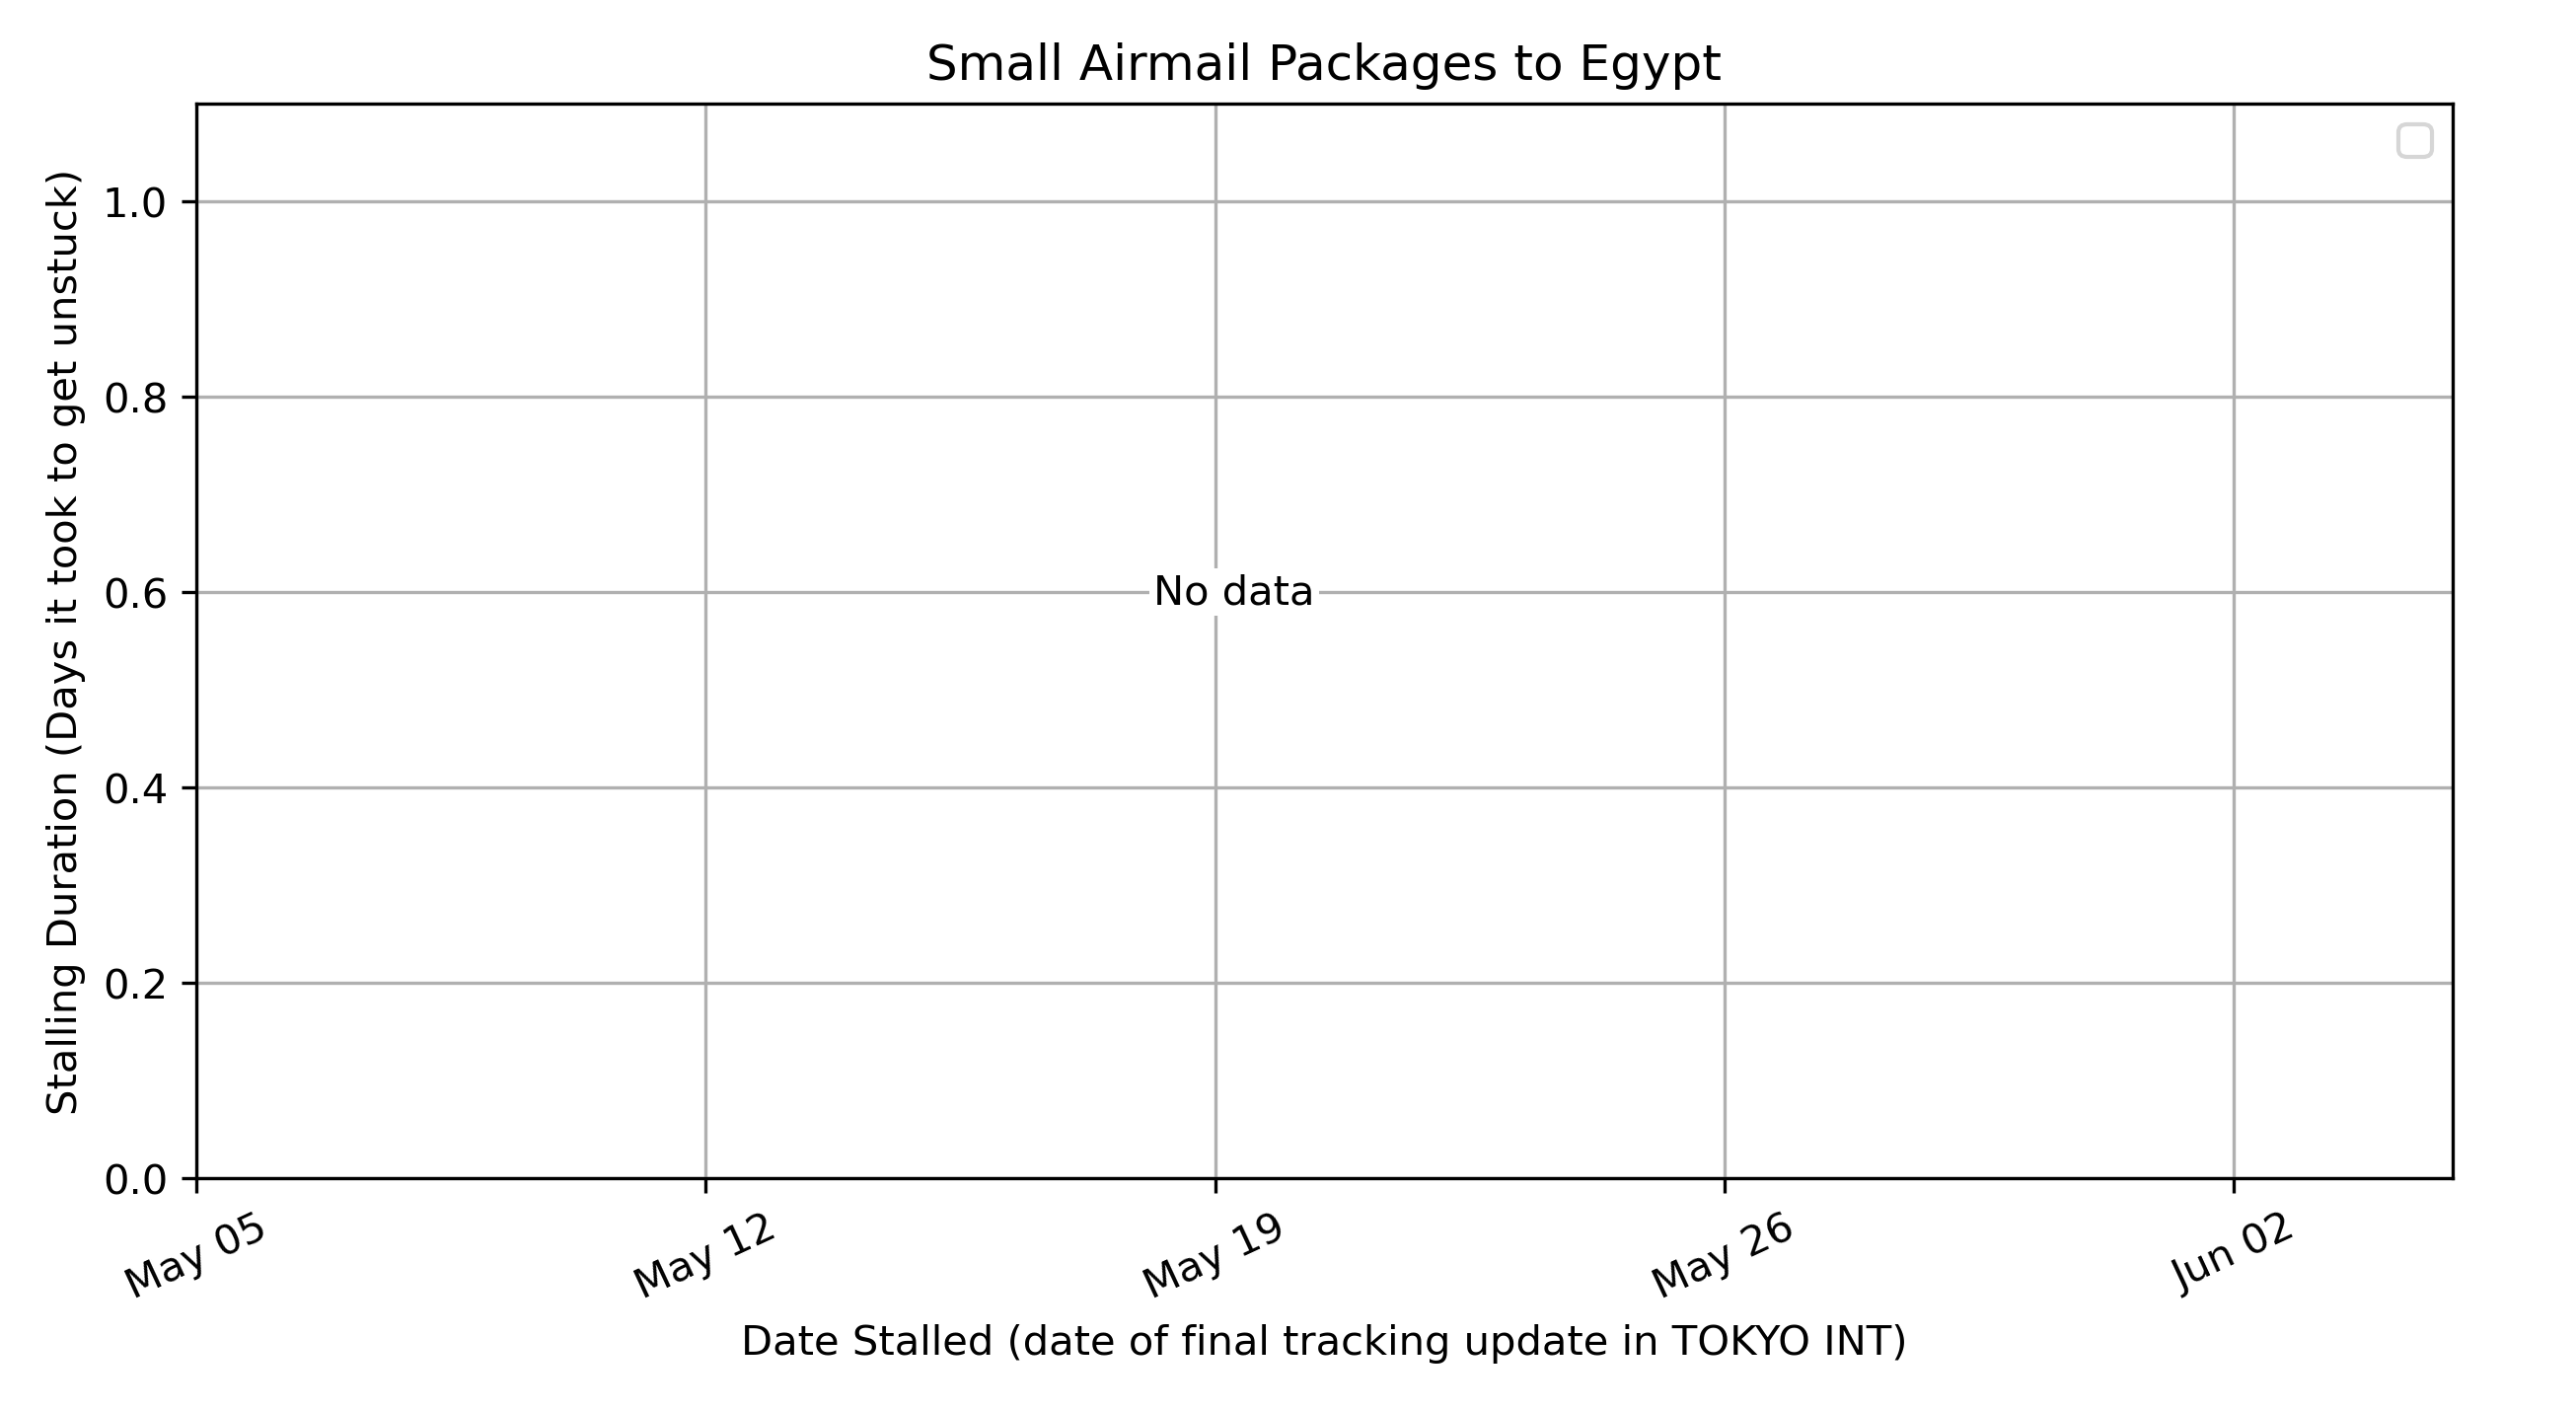 Small Airmail Packages to Egypt
Stalling Duration (Days it took to get unstuck)
1.0
0.8
0.6
0.4
0.2
0.0
No data
May 05
May 12
May 19
May 26
Jun 02
Date Stalled (date of final tracking update in TOKYO INT)